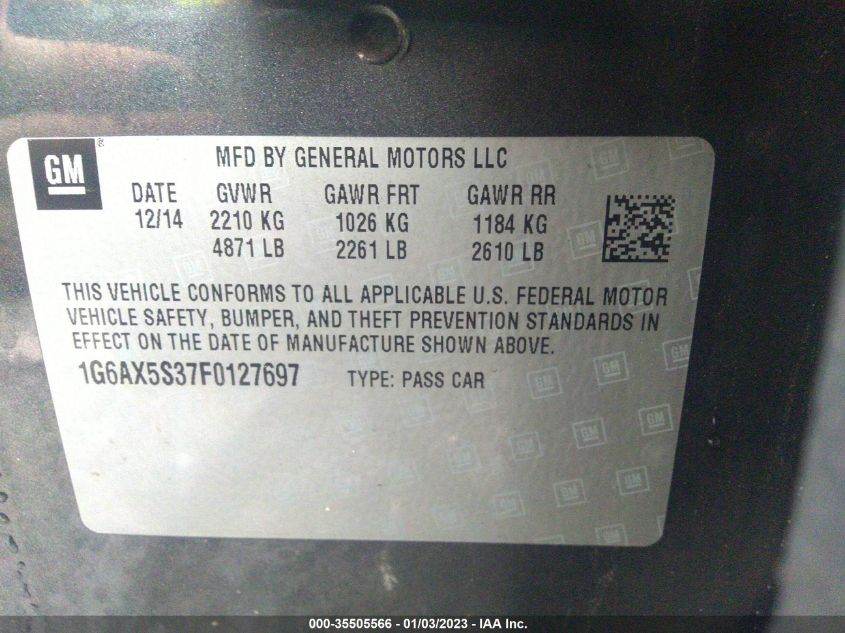 GM
MFD BY GENERAL MOTORS LLC
DATE GVWR GAWR FRT GAWR RR
12/14 2210 KG 1026 KG 1184 KG
4871 LB 2261 LB 2610 LB
THIS VEHICLE CONFORMS TO ALL APPLICABLE U.S. FEDERAL MOTOR
VEHICLE SAFETY, BUMPER, AND THEFT PREVENTION STANDARDS IN
EFFECT ON THE DATE OF MANUFACTURE SHOWN ABOVE.
1G6AX5S37F0127697 TYPE: PASS CAR
000-35505566 - 01/03/2023 - IAA Inc.